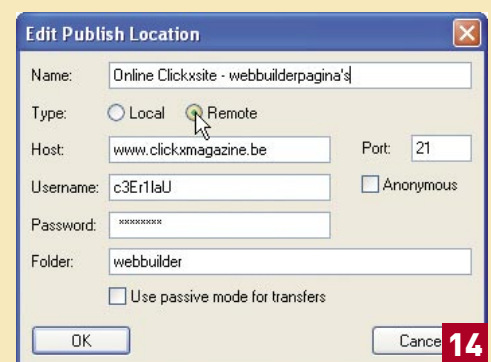 Edit Publish Location
Name: Online Clickxsite - webbuilderpagina's
Type: Local Remote
Host: www.clickxmagazine.be Port: 21
Username: c3Er1laU Anonymous
Password: ××××××××
Folder: webbuilder
Use passive mode for transfers
OK Cance
14